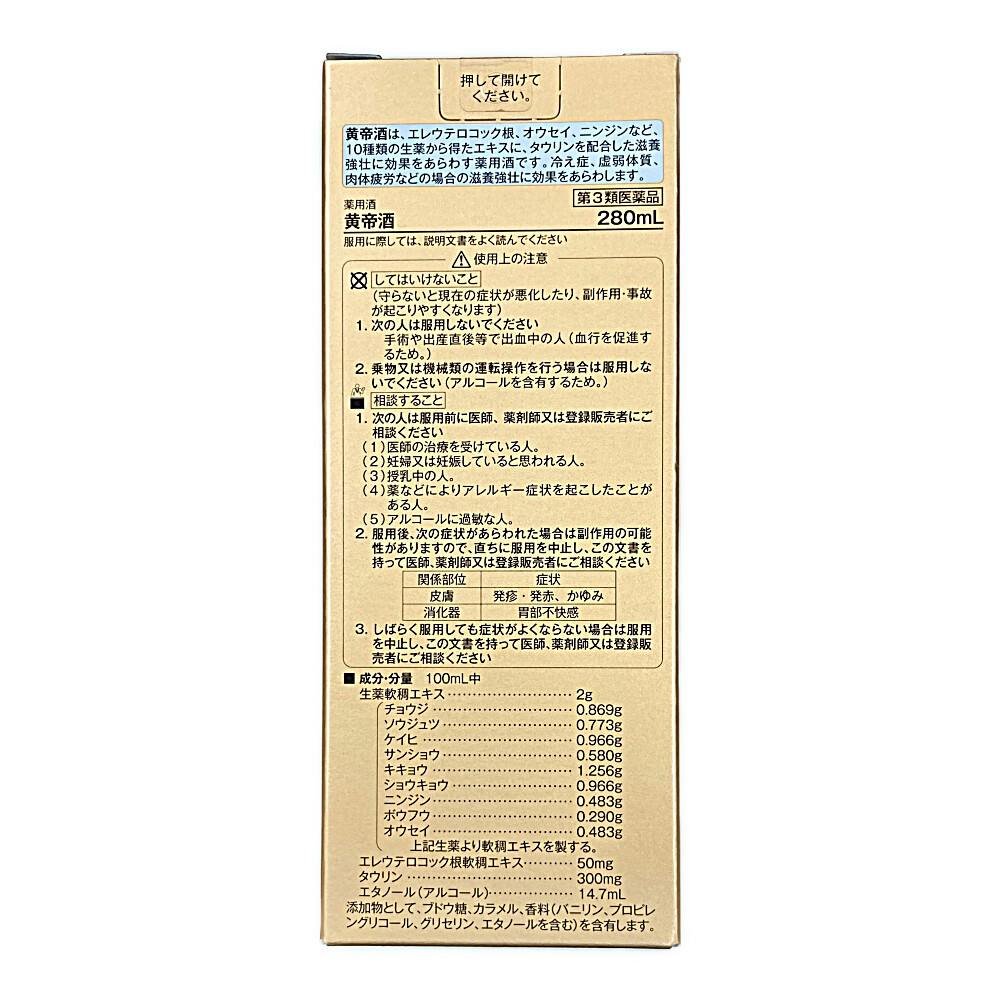 押して開けて
ください。
黄帝酒は、エレウテロコック根、オウセイ、ニンジンなど、
10種類の生薬から得たエキスに、タウリンを配合した滋養
強壮に効果をあらわす薬用酒です。冷え症、虚弱体質、
肉体疲労などの場合の滋養強壮に効果をあらわします。
第3類医薬品
薬用酒
黄帝酒 280mL
服用に際しては、説明文書をよく読んでください
使用上の注意
してはいけないこと
(守らないと現在の症状が悪化したり、副作用・事故
が起こりやすくなります)
1. 次の人は服用しないでください
手術や出産直後等で出血中の人(血行を促進す
るため。)
2. 乗物又は機械類の運転操作を行う場合は服用しな
いでください(アルコールを含有するため。)
相談すること
1. 次の人は服用前に医師、薬剤師又は登録販売者にご
相談ください
(1)医師の治療を受けている人。
(2)妊婦又は妊娠していると思われる人。
(3)授乳中の人。
(4)薬などによりアレルギー症状を起こしたことが
ある人。
(5)アルコールに過敏な人。
2. 服用後、次の症状があらわれた場合は副作用の可能
性がありますので、直ちに服用を中止し、この文書を
持って医師、薬剤師又は登録販売者にご相談ください
関係部位 症状
皮膚 発疹・発赤、かゆみ
消化器 胃部不快感
3. しばらく服用しても症状がよくならない場合は服用
を中止し、この文書を持って医師、薬剤師又は登録販
売者にご相談ください
■ 成分・分量 100mL中
生薬軟稠エキス……………………2g
チョウジ……………………0.869g
ソウジュツ……………………0.773g
ケイヒ……………………0.966g
サンショウ……………………0.580g
キキョウ……………………1.256g
ショウキョウ……………………0.966g
ニンジン……………………0.483g
ボウフウ……………………0.290g
オウセイ……………………0.483g
上記生薬より軟稠エキスを製する。
エレウテロコック根軟稠エキス………50mg
タウリン……………………300mg
エタノール(アルコール)……………14.7mL
添加物として、ブドウ糖、カラメル、香料(バニリン、プロピレ
ングリコール、グリセリン、エタノールを含む)を含有します。